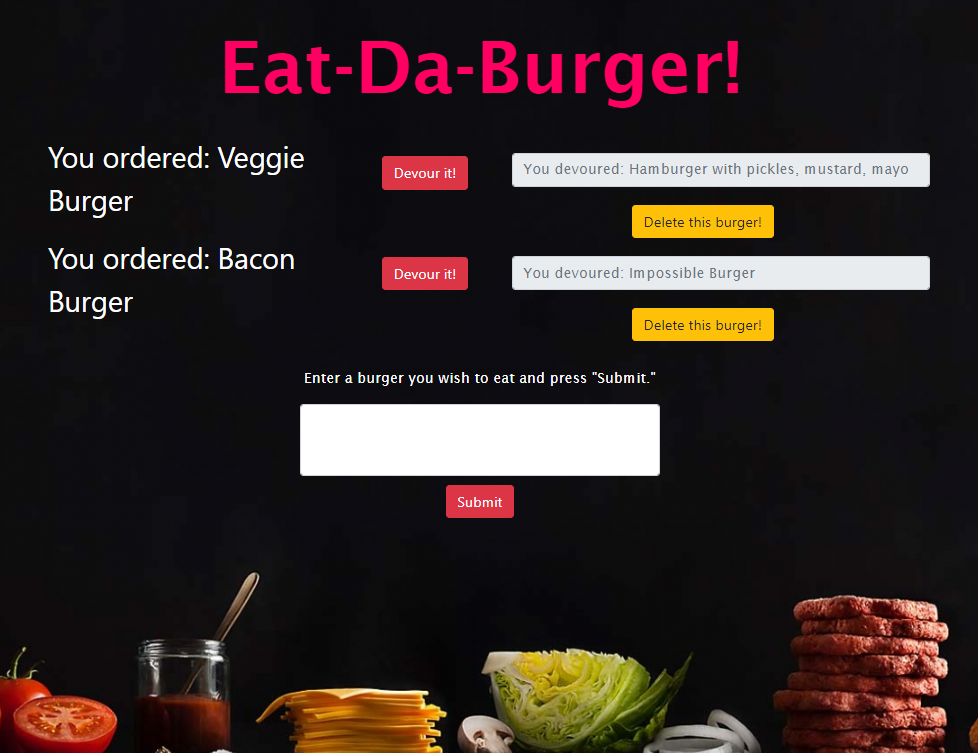 Eat-Da-Burger!
You ordered: Veggie
Burger
Devour it!
You devoured: Hamburger with pickles, mustard, mayo
Delete this burger!
You ordered: Bacon
Burger
Devour it!
You devoured: Impossible Burger
Delete this burger!
Enter a burger you wish to eat and press "Submit."
Submit